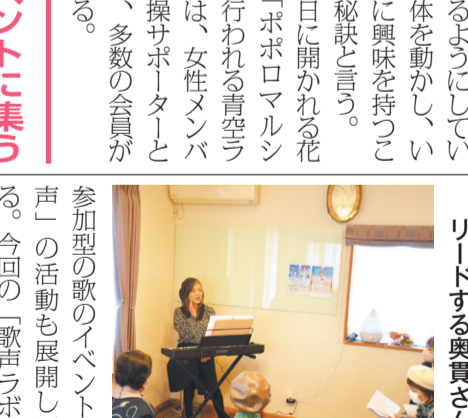 るようにしてい
体を動かし、い
に興味を持つこ
秘訣と言う。
日に開かれる花
「ポポロマルシ
行われる青空ラ
は、女性メンバ
操サポーターと
、多数の会員が
る。
ントに集う
リードする奥貫さん
参加型の歌のイベント
声」の活動も展開し
る。今回の「歌声ラボ